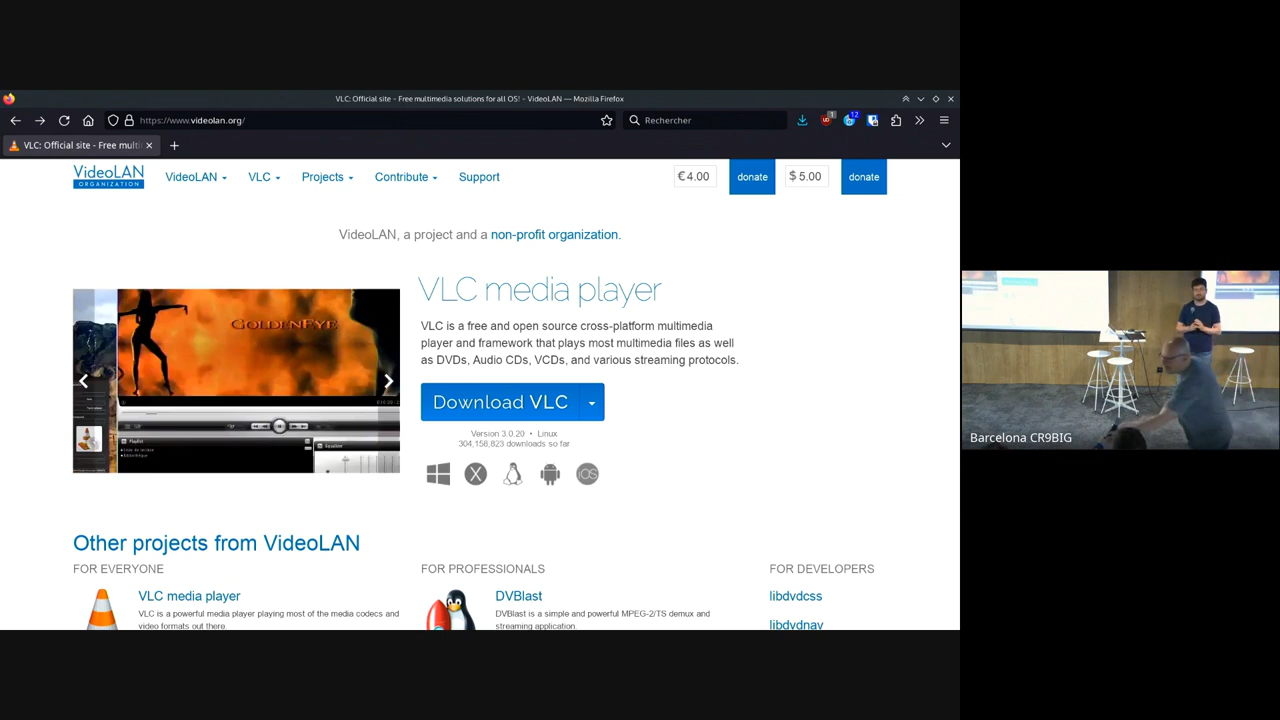 VLC: Official site - Free multimedia solutions for all OS! - VideoLAN — Mozilla Firefox
https://www.videolan.org/
Rechercher
1
12
VLC: Official site - Free multi
VideoLAN
ORGANIZATION
VideoLAN
VLC
Projects
Contribute
Support
€ 4.00
donate
$ 5.00
donate
VideoLAN, a project and a non-profit organization.
GOLDENEYE
VLC media player
VLC is a free and open source cross-platform multimedia
player and framework that plays most multimedia files as well
as DVDs, Audio CDs, VCDs, and various streaming protocols.
Download VLC
Version 3.0.20 • Linux
304,158,823 downloads so far
iOS
Other projects from VideoLAN
FOR EVERYONE
FOR PROFESSIONALS
FOR DEVELOPERS
VLC media player
VLC is a powerful media player playing most of the media codecs and
video formats out there.
DVBlast
DVBlast is a simple and powerful MPEG-2/TS demux and
streaming application.
libdvdcss
libdvdnav
Barcelona CR9BIG